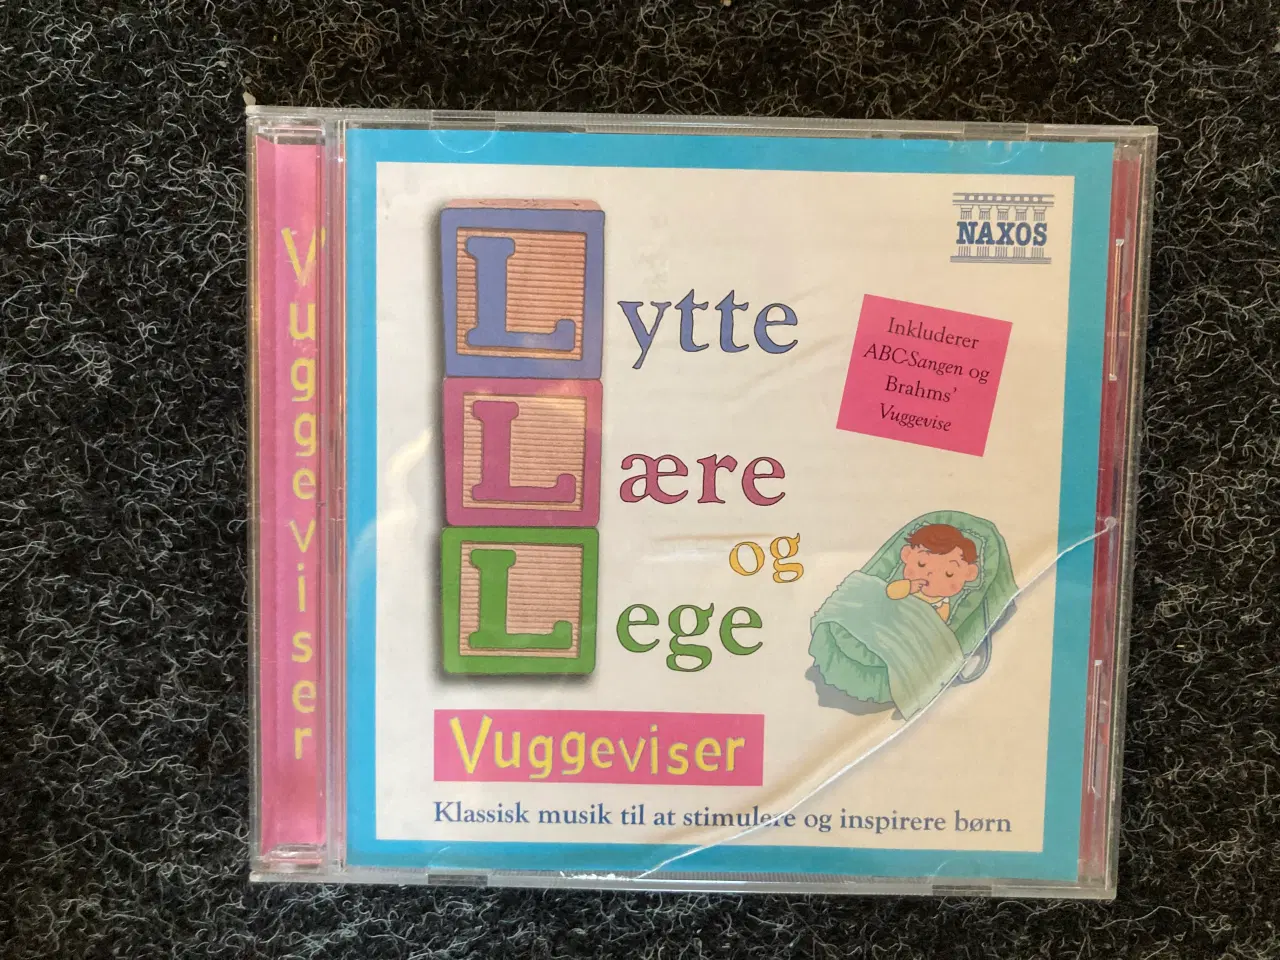 Vuggeviser
NAXOS
Lytte
Lære
og
Lege
Inkluderer
ABC-Sangen og
Brahms'
Vuggevise
Vuggeviser
Klassisk musik til at stimulere og inspirere børn